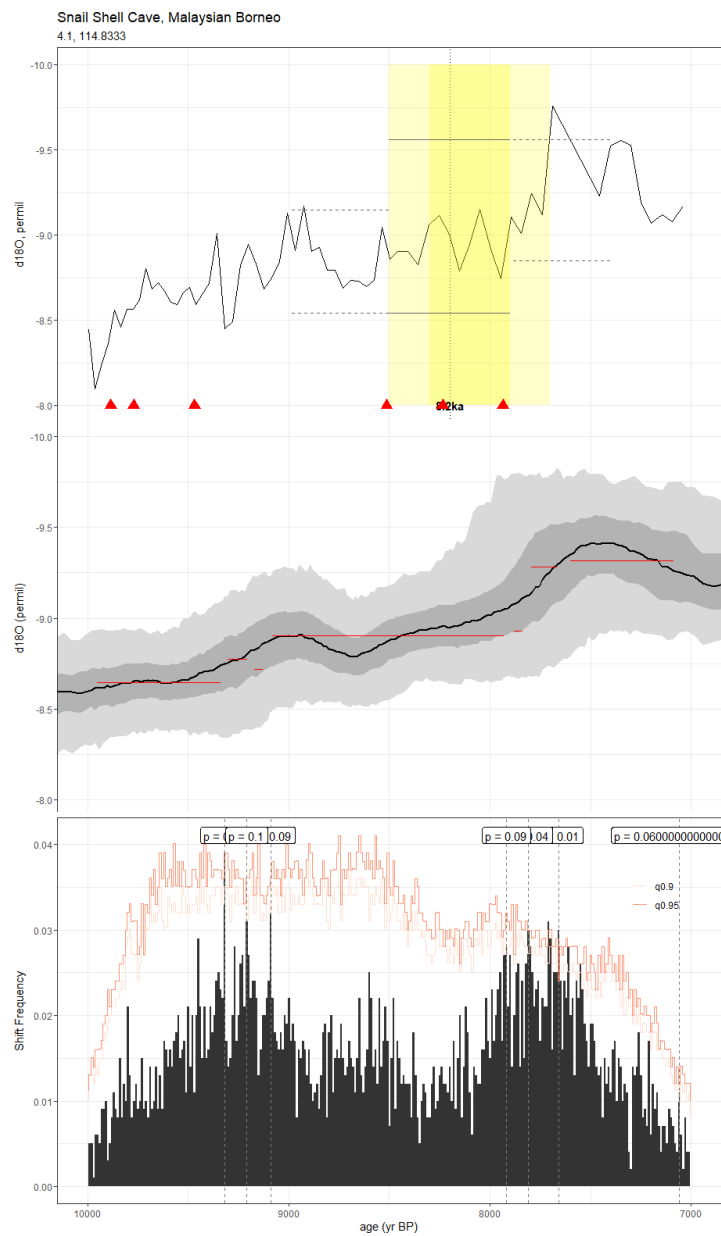 Snail Shell Cave, Malaysian Borneo
4.1, 114.8333
-10.0
-9.5
-9.0
-8.5
-8.0
d18O, permil
8.2ka
-10.0
-9.5
-9.0
-8.5
-8.0
d18O (permil)
p = p = 0.1 0.09 p = 0.09 0.04 0.01 p = 0.0600000000000
0.04
0.03
0.02
0.01
0.00
Shift Frequency
q0.9
q0.95
10000 9000 8000 7000
age (yr BP)